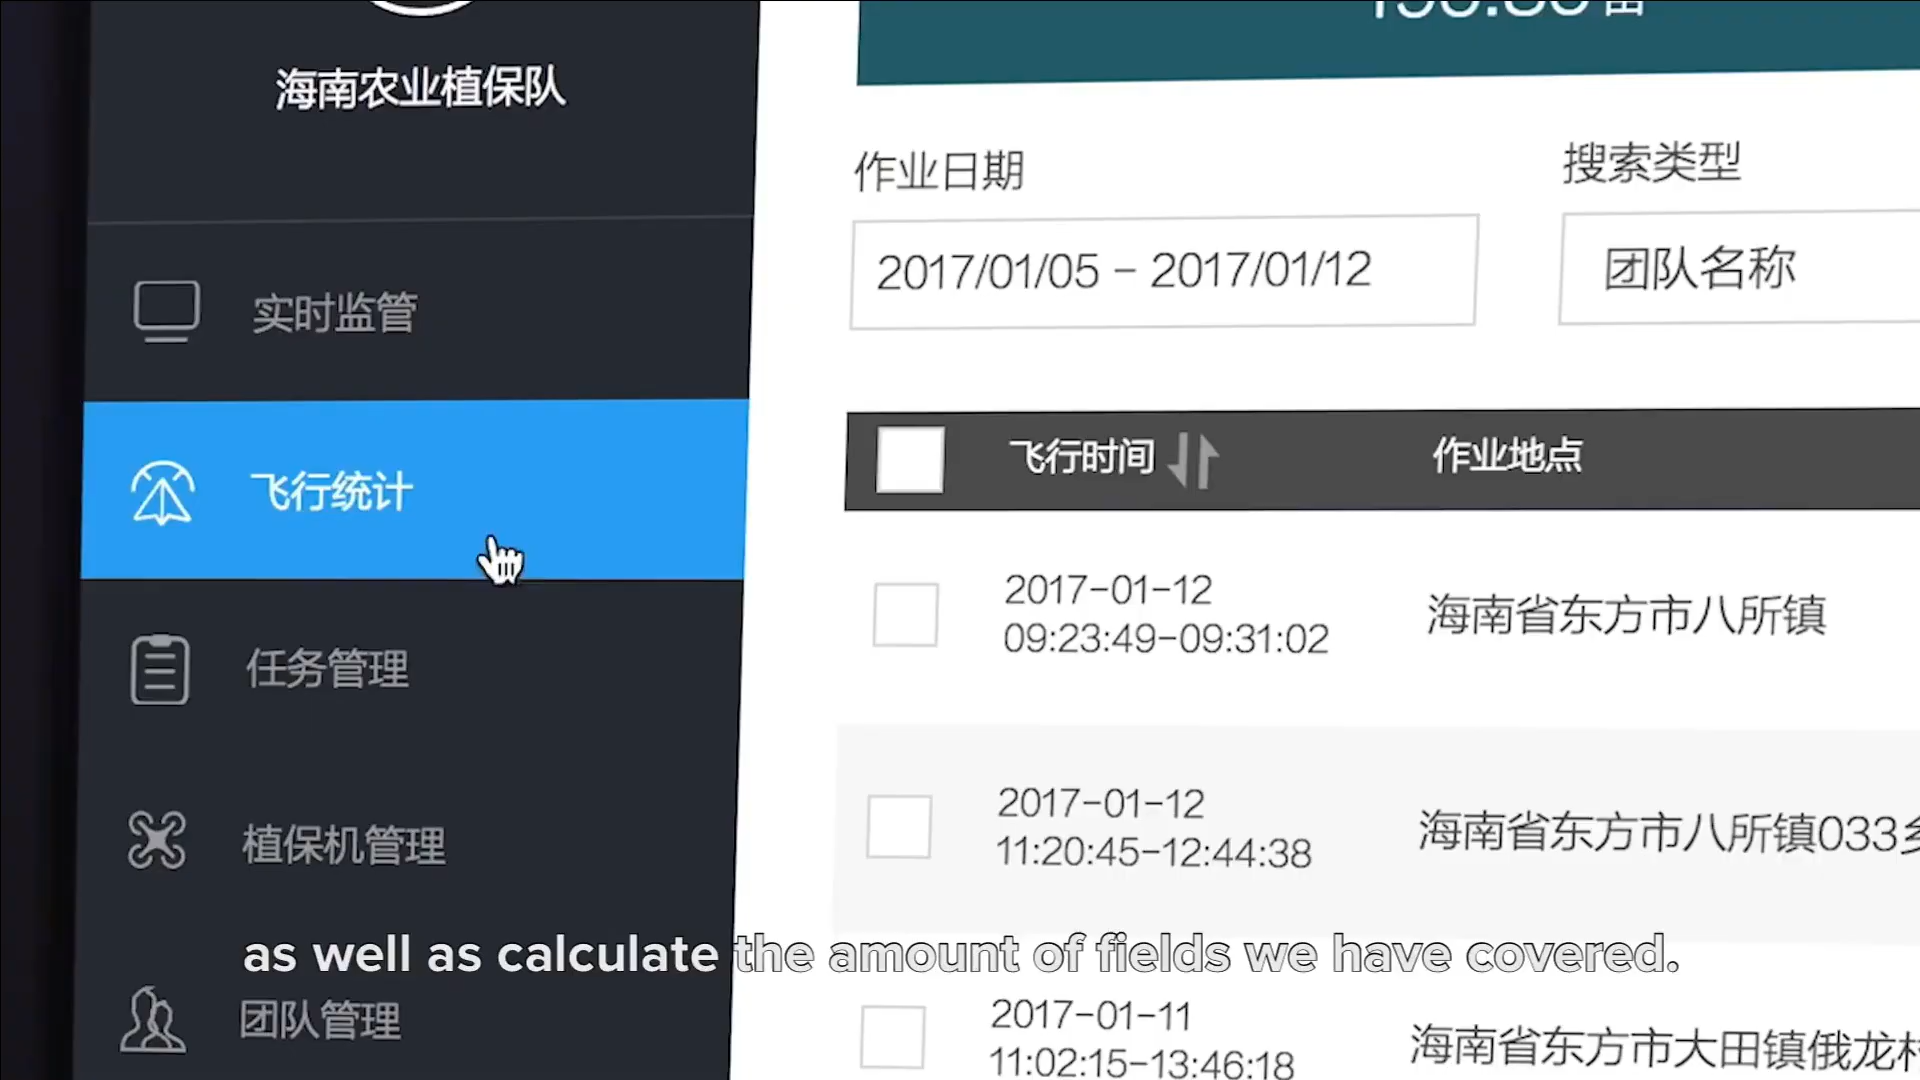 海南农业植保队
实时监管
飞行统计
任务管理
植保机管理
团队管理
作业日期
搜索类型
2017/01/05 - 2017/01/12
团队名称
飞行时间
作业地点
2017-01-12
09:23:49-09:31:02
海南省东方市八所镇
2017-01-12
11:20:45-12:44:38
海南省东方市八所镇033
2017-01-11
11:02:15-13:46:18
海南省东方市大田镇俄龙
as well as calculate the amount of fields we have covered.